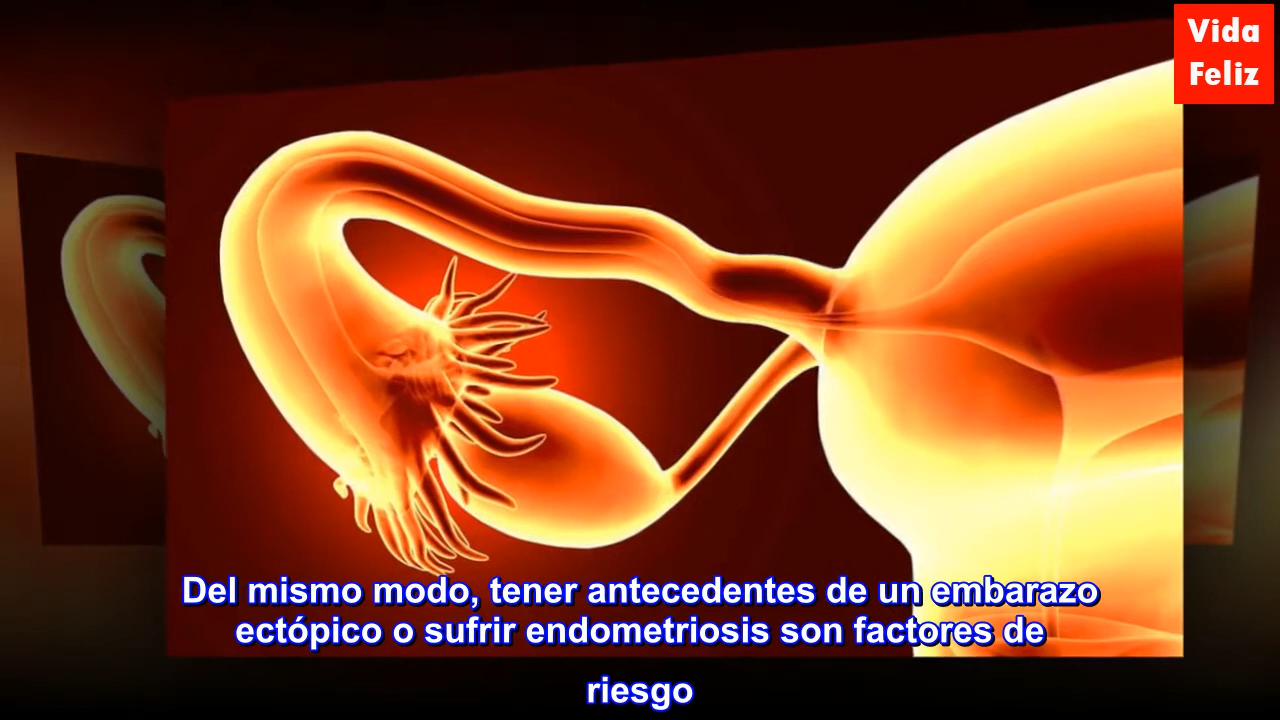 Vida
Feliz
Del mismo modo, tener antecedentes de un embarazo
ectópico o sufrir endometriosis son factores de
riesgo